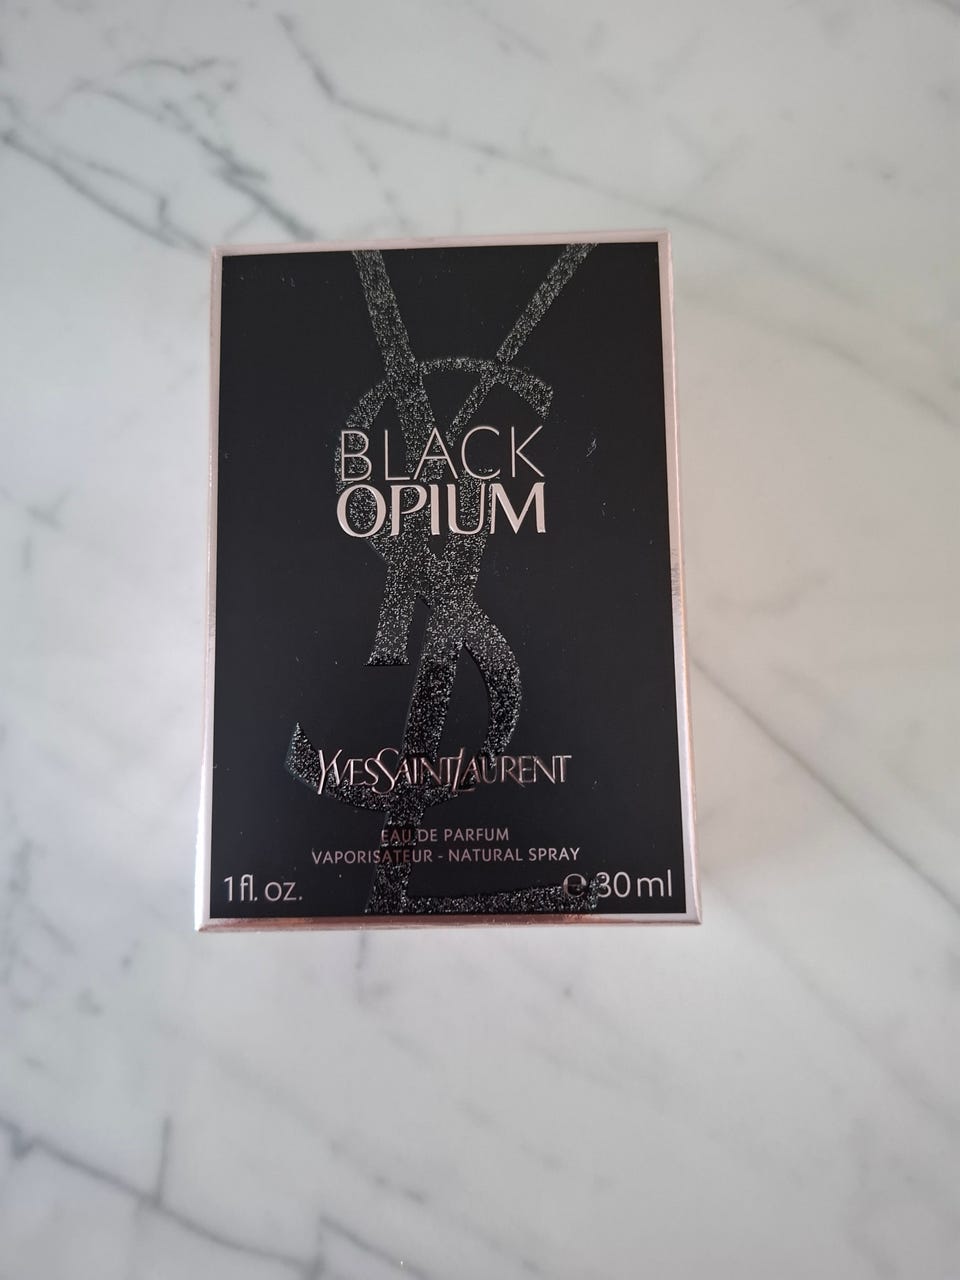 BLACK
OPIUM
YVESSAINTLAURENT
EAU DE PARFUM
VAPORISATEUR - NATURAL SPRAY
1 fl. oz. ℮ 30 ml